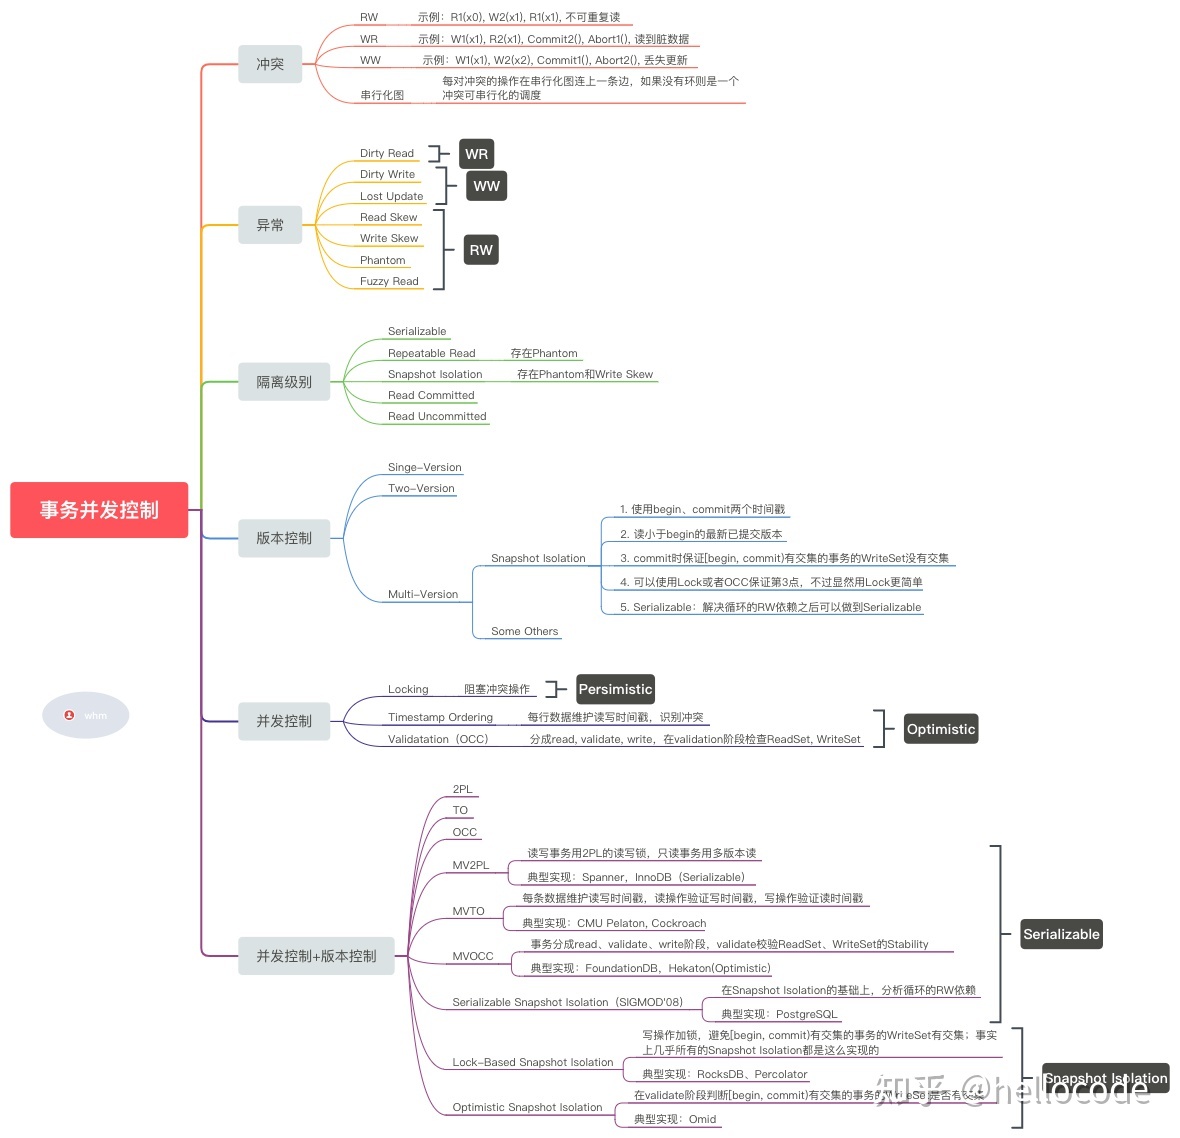 事务并发控制
冲突
RW
示例：R1(x0), W2(x1), R1(x1), 不可重复读
WR
示例：W1(x1), R2(x1), Commit2(), Abort1(), 读到脏数据
WW
示例：W1(x1), W2(x2), Commit1(), Abort2(), 丢失更新
串行化图
每对冲突的操作在串行化图连上一条边，如果没有环则是一个
冲突可串行化的调度
异常
Dirty Read
WR
Dirty Write
Lost Update
WW
Read Skew
Write Skew
Phantom
Fuzzy Read
RW
隔离级别
Serializable
Repeatable Read
存在Phantom
Snapshot Isolation
存在Phantom和Write Skew
Read Committed
Read Uncommitted
版本控制
Singe-Version
Two-Version
Multi-Version
Snapshot Isolation
1. 使用begin、commit两个时间戳
2. 读小于begin的最新已提交版本
3. commit时保证[begin, commit)有交集的事务的WriteSet没有交集
4. 可以使用Lock或者OCC保证第3点，不过显然用Lock更简单
5. Serializable：解决循环的RW依赖之后可以做到Serializable
Some Others
whm
并发控制
Locking
阻塞冲突操作
Persimistic
Timestamp Ordering
每行数据维护读写时间戳，识别冲突
Validatation（OCC）
分成read, validate, write，在validation阶段检查ReadSet, WriteSet
Optimistic
并发控制+版本控制
2PL
TO
OCC
MV2PL
读写事务用2PL的读写锁，只读事务用多版本读
典型实现：Spanner，InnoDB（Serializable）
MVTO
每条数据维护读写时间戳，读操作验证写时间戳，写操作验证读时间戳
典型实现：CMU Pelaton, Cockroach
MVOCC
事务分成read、validate、write阶段，validate校验ReadSet、WriteSet的Stability
典型实现：FoundationDB，Hekaton(Optimistic)
Serializable Snapshot Isolation（SIGMOD'08）
在Snapshot Isolation的基础上，分析循环的RW依赖
典型实现：PostgreSQL
Serializable
Lock-Based Snapshot Isolation
写操作加锁，避免[begin, commit)有交集的事务的WriteSet有交集；事实
上几乎所有的Snapshot Isolation都是这么实现的
典型实现：RocksDB、Percolator
Optimistic Snapshot Isolation
在validate阶段判断[begin, commit)有交集的事务的WriteSet是否有交集
典型实现：Omid
Snapshot Isolation
知乎 @hellocode